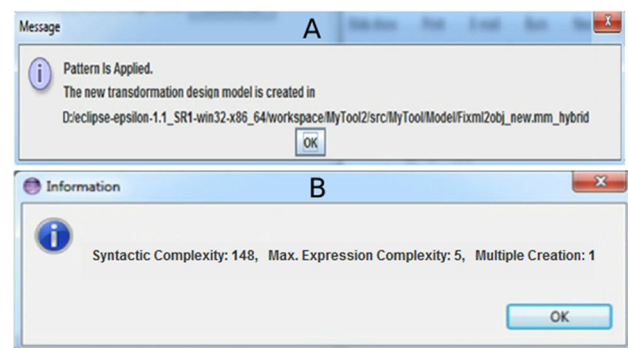 Message
A
Pattern Is Applied.
The new transdormation design model is created in
D:/eclipse-epsilon-1.1_SR1-win32-x86_64/workspace/MyTool2/src/MyTool/Model/Fixml2obj_new.mm_hybrid
OK
Information
B
Syntactic Complexity: 148, Max. Expression Complexity: 5, Multiple Creation: 1
OK